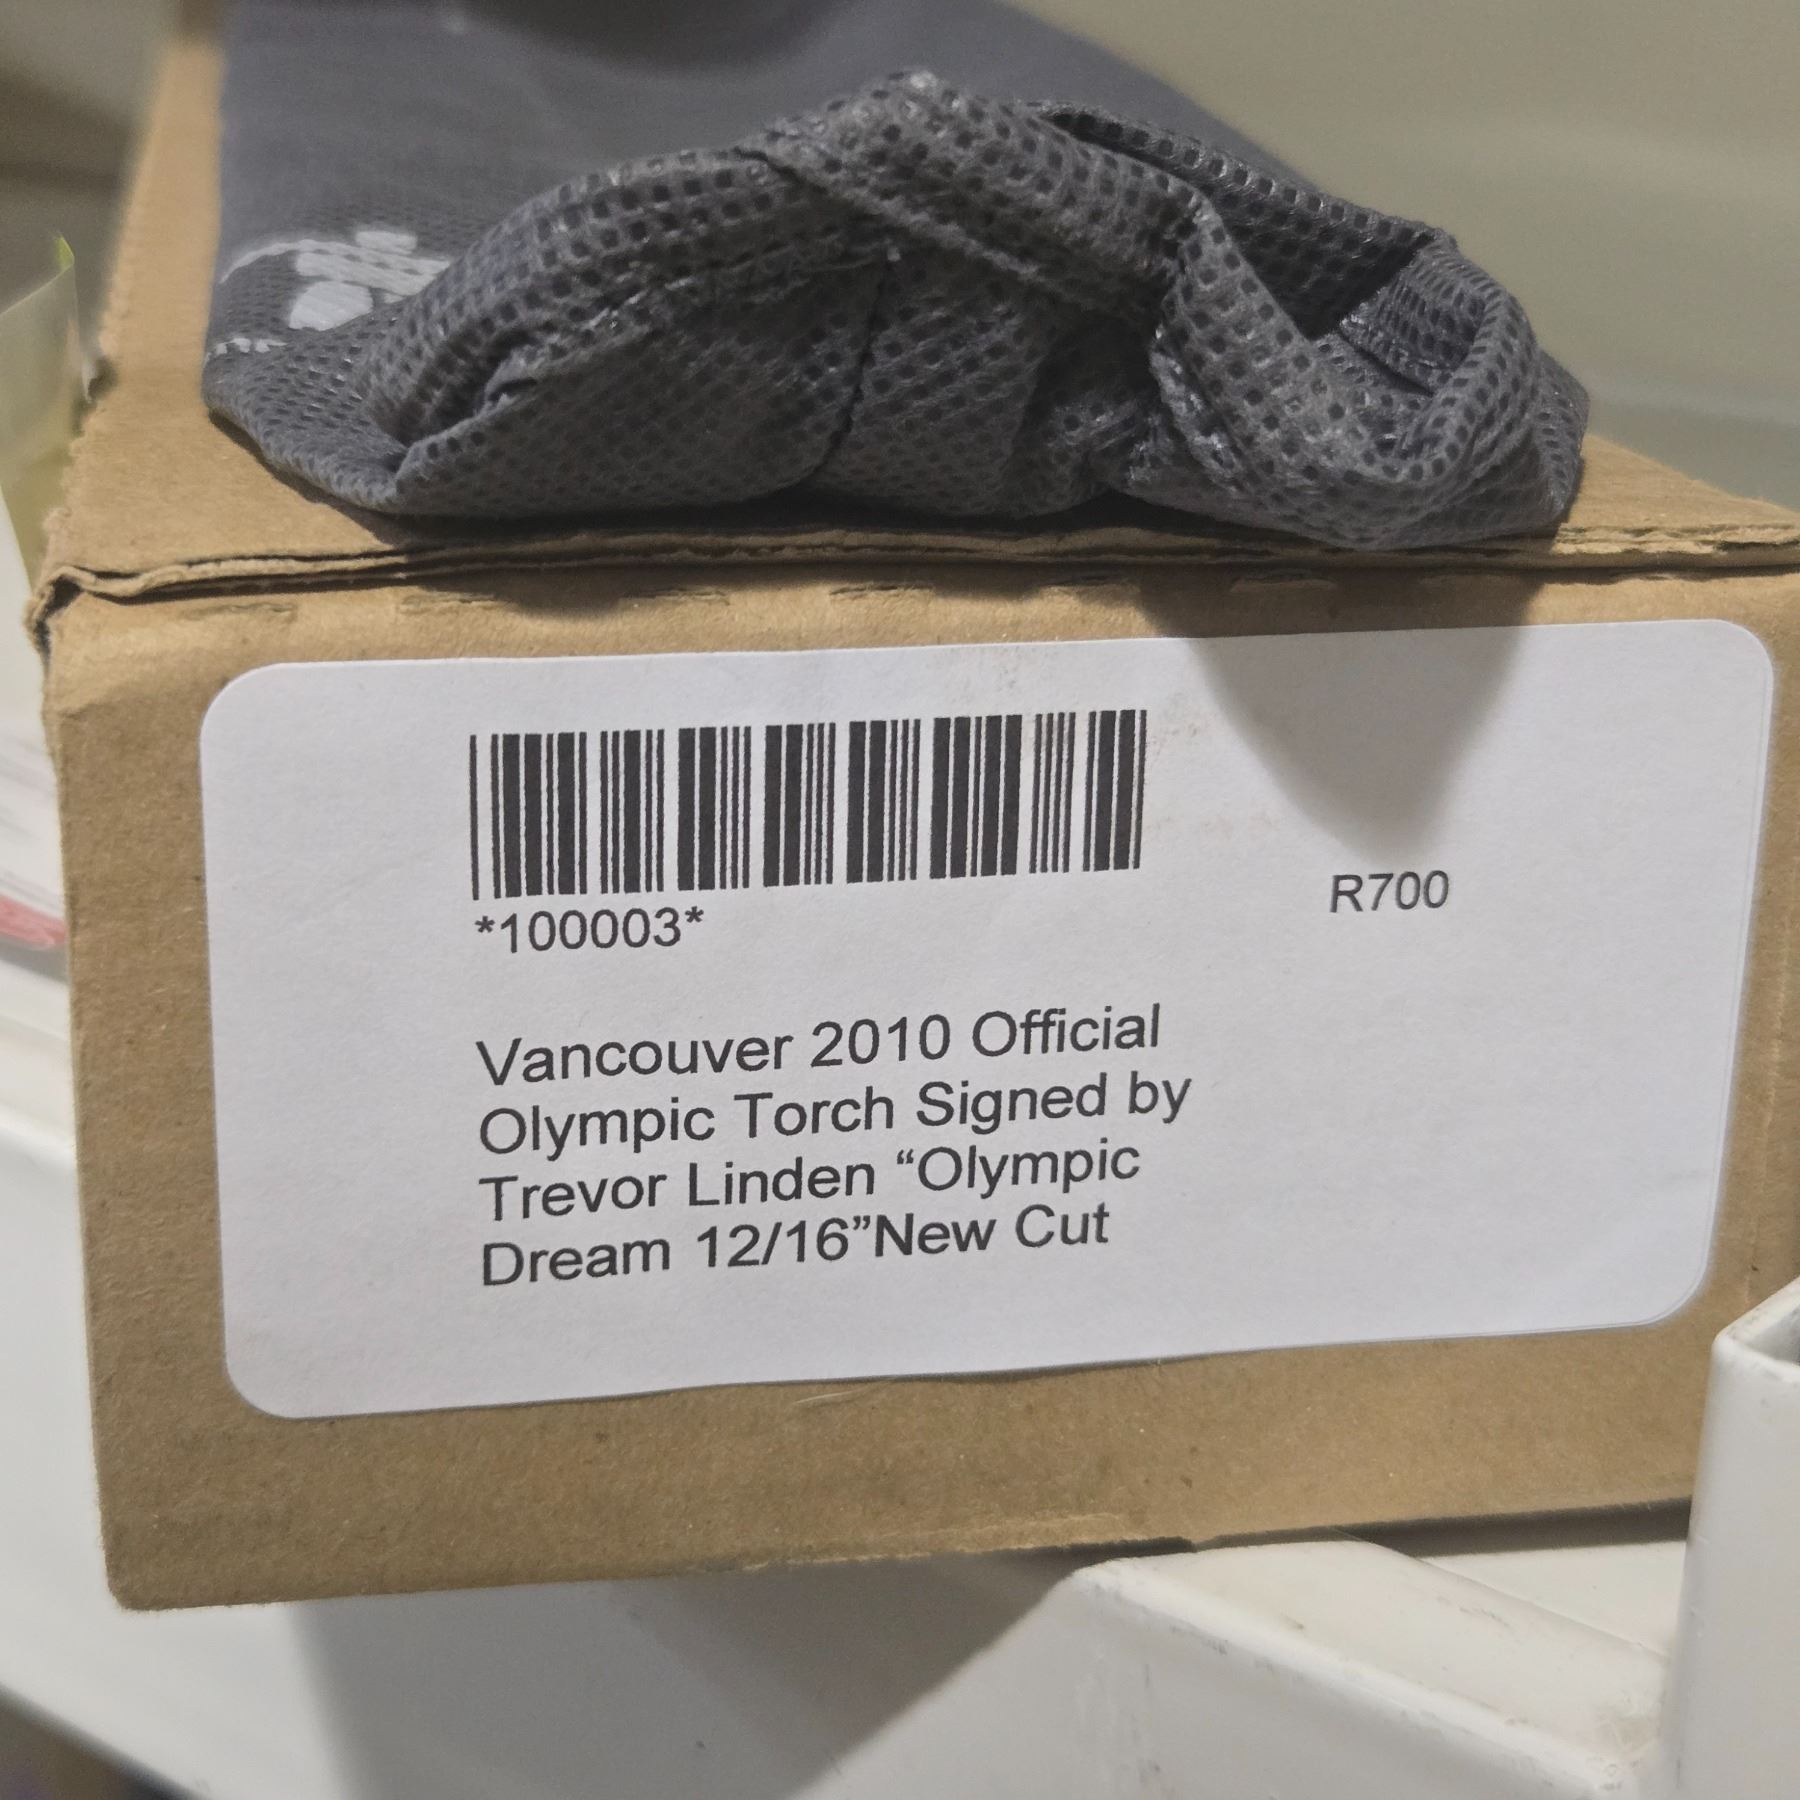 *100003*
R700
Vancouver 2010 Official
Olympic Torch Signed by
Trevor Linden “Olympic
Dream 12/16”New Cut